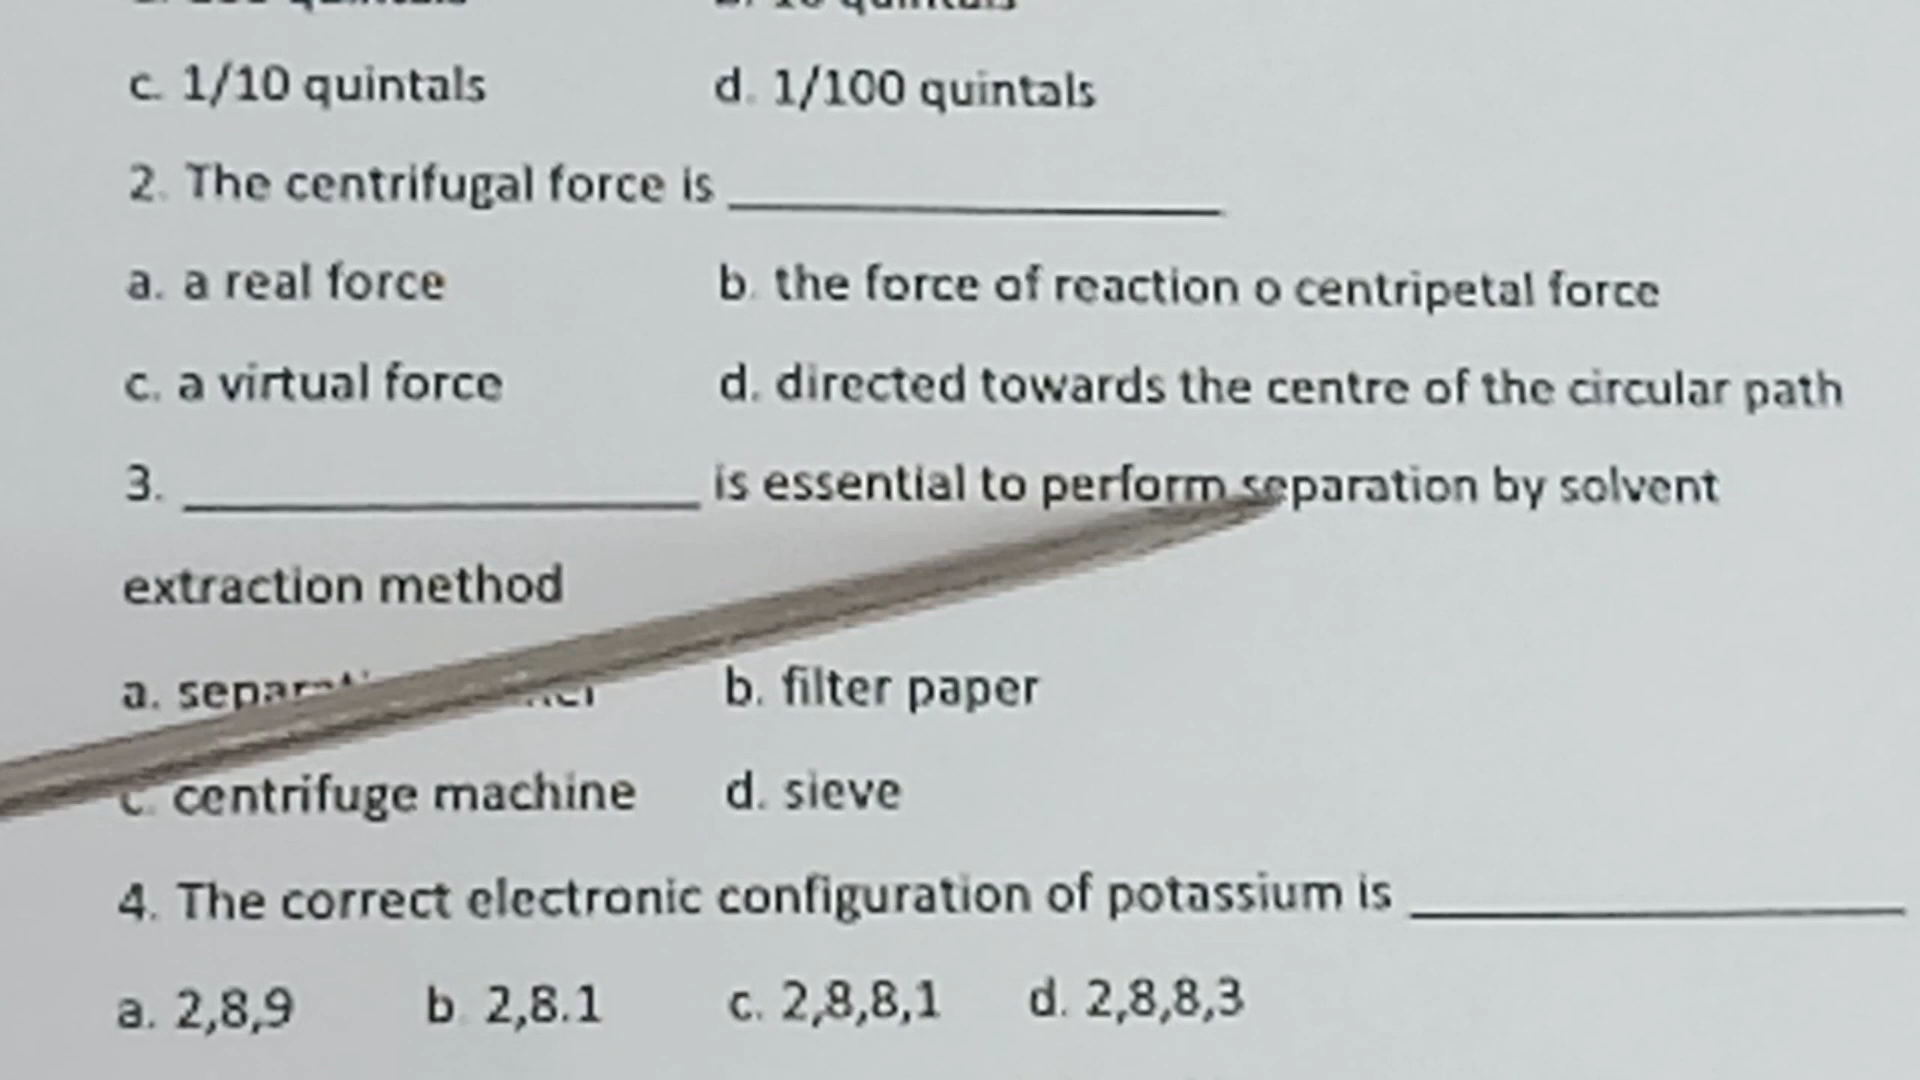 quintals
c. 1/10 quintals d. 1/100 quintals
2. The centrifugal force is
a. a real force b. the force of reaction o centripetal force
c. a virtual force d. directed towards the centre of the circular path
3. is essential to perform separation by solvent
extraction method
a. b. filter paper
c. centrifuge machine d. sieve
4. The correct electronic configuration of potassium is
a. 2,8,9 b. 2,8.1 c. 2,8,8,1 d. 2,8,8,3